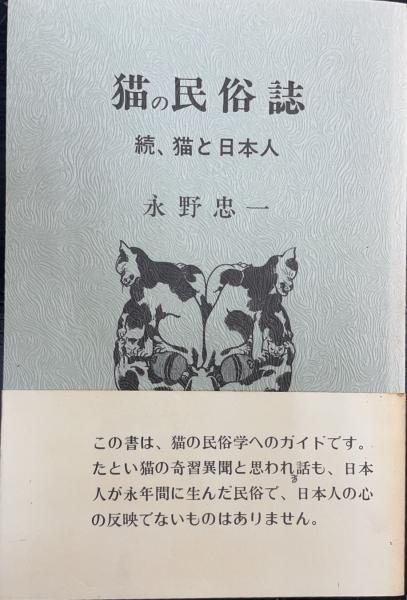 猫の民俗誌
続、猫と日本人
永野忠一
この書は、猫の民俗学へのガイドです。
たとい猫の奇習異聞と思われる話も、日本
人が永年間に生んだ民俗で、日本人の心
の反映でないものはありません。